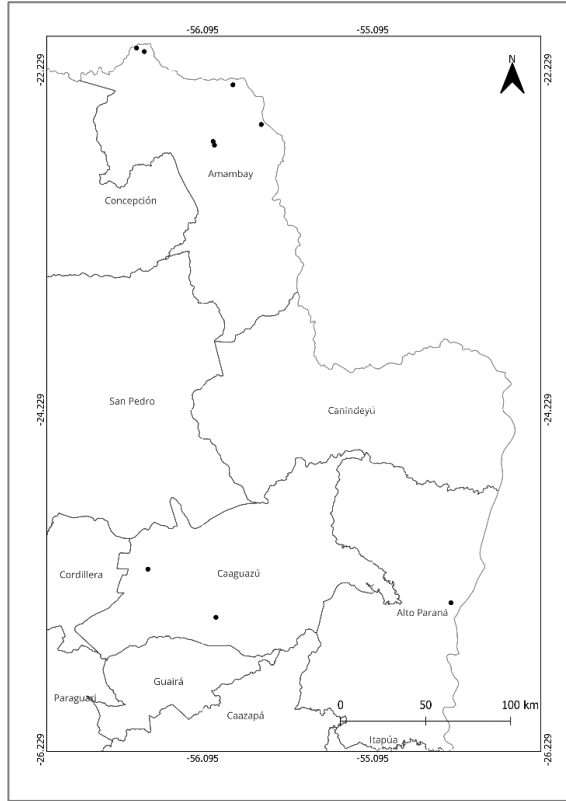 -56.095
-55.095
-22.229
-22.229
N
Amambay
Concepción
San Pedro
Canindeyú
-24.229
-24.229
Cordillera
Caaguazú
Alto Paraná
Guairá
Paraguarí
Caazapá
0
50
100 km
Itapúa
-26.229
-26.229
-56.095
-55.095